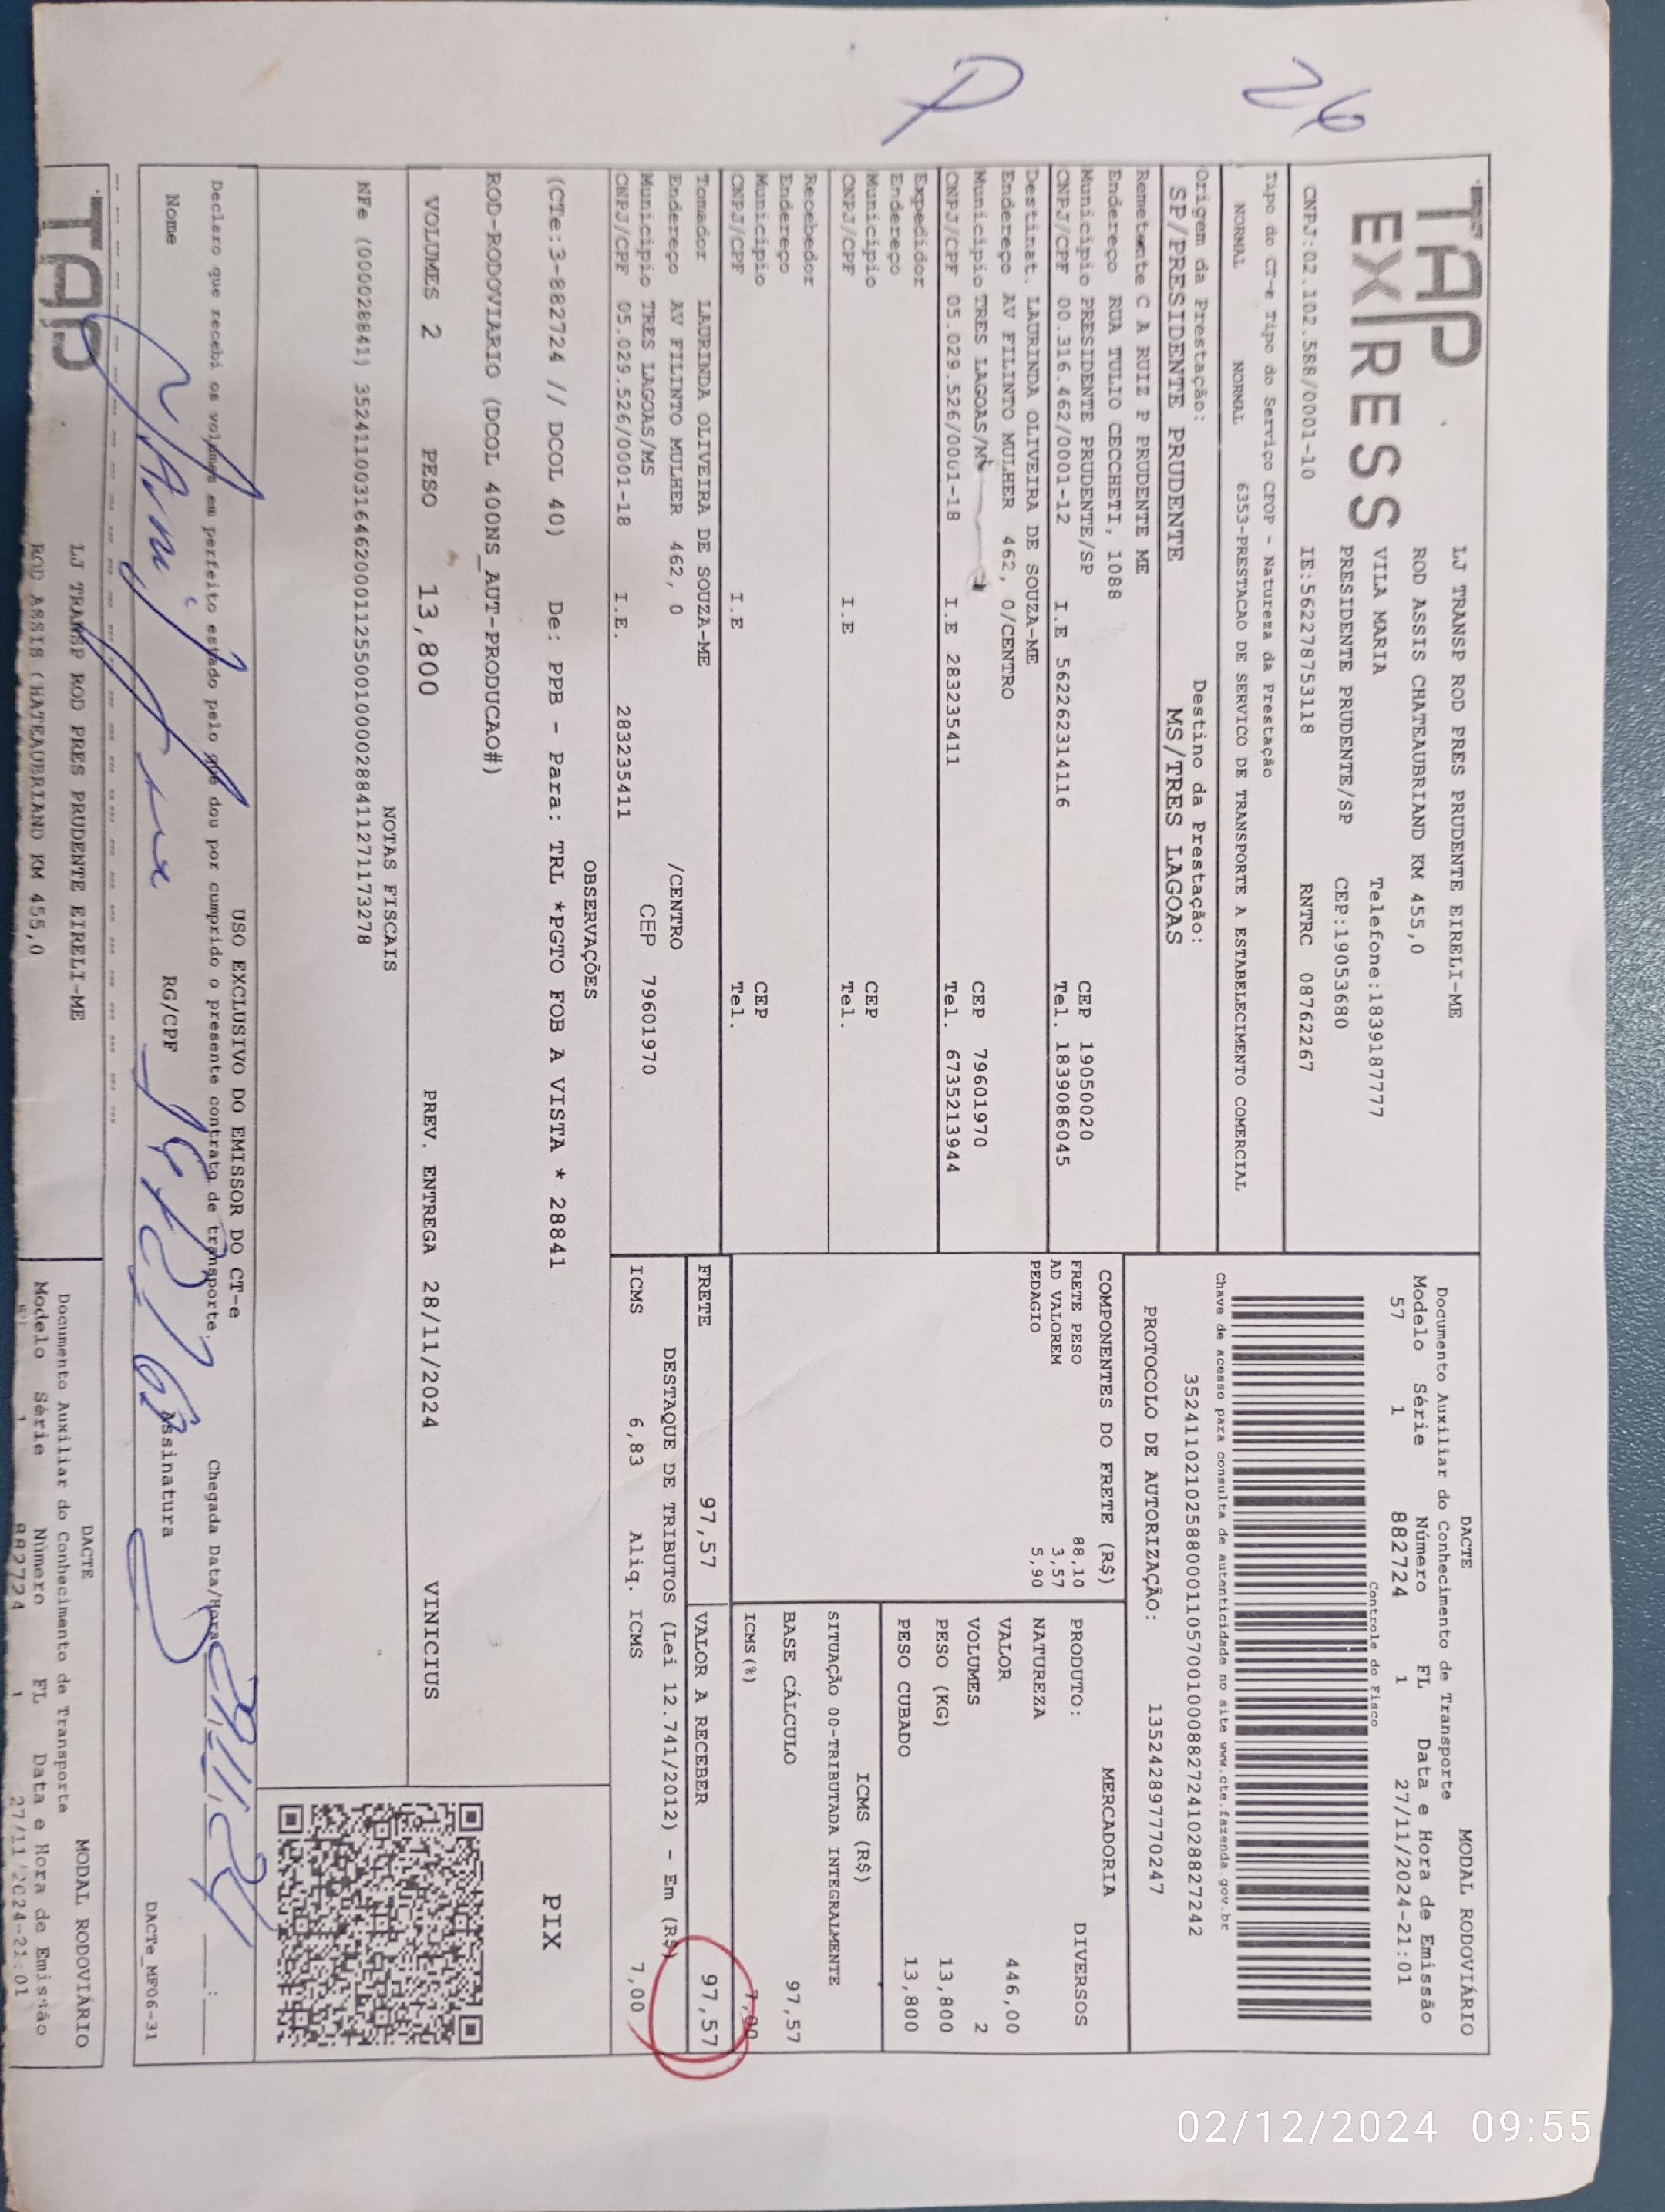 26
TAP
EXPRESS
LJ TRANSP ROD PRES PRUDENTE EIRELI-ME
ROD ASSIS CHATEAUBRIAND KM 455,0
VILA MARIA Telefone:1839187777
PRESIDENTE PRUDENTE/SP CEP:19053680
CNPJ:02.102.588/0001-10 IE:562278753118 RNTRC 08762267
Tipo do CT-e Tipo do Serviço CFOP - Natureza da Prestação
NORMAL NORMAL 6353-PRESTACAO DE SERVICO DE TRANSPORTE A ESTABELECIMENTO COMERCIAL
Origem da Prestação: Destino da Prestação:
SP/PRESIDENTE PRUDENTE MS/TRES LAGOAS
Remetente C A RUIZ P PRUDENTE ME
Endereço RUA TULIO CECCHETI, 1088
Município PRESIDENTE PRUDENTE/SP CEP 19050020
CNPJ/CPF 00.316.462/0001-12 I.E 562262314116 Tel. 1839086045
Destinat. LAURINDA OLIVEIRA DE SOUZA-ME
Endereço AV FILINTO MULHER 462, 0/CENTRO
Município TRES LAGOAS/M CEP 79601970
CNPJ/CPF 05.029.526/0001-18 I.E 283235411 Tel. 6735213944
Expedidor
Endereço
Município CEP
CNPJ/CPF I.E Tel.
Recebedor
Endereço
Município CEP
CNPJ/CPF I.E Tel.
Tomador LAURINDA OLIVEIRA DE SOUZA-ME
Endereço AV FILINTO MULHER 462, 0 /CENTRO
Município TRES LAGOAS/MS CEP 79601970
CNPJ/CPF 05.029.526/0001-18 I.E. 283235411
DACTE MODAL RODOVIÁRIO
Documento Auxiliar do Conhecimento de Transporte
Modelo Série Número FL Data e Hora de Emissão
57 1 882724 1 27/11/2024-21:01
Controle do Fisco
Chave de acesso para consulta de autenticidade no site www.cte.fazenda.gov.br
35241102102588000110570010008827241028827242
PROTOCOLO DE AUTORIZAÇÃO: 135242897770247
COMPONENTES DO FRETE (R$)
FRETE PESO 88,10
AD VALOREM 3,57
PEDAGIO 5,90
MERCADORIA
PRODUTO: DIVERSOS
NATUREZA
VALOR 446,00
VOLUMES 2
PESO (KG) 13,800
PESO CUBADO 13,800
ICMS (R$)
SITUAÇÃO 00-TRIBUTADA INTEGRALMENTE
BASE CÁLCULO 97,57
ICMS(%) 7,00
FRETE 97,57 VALOR A RECEBER 97,57
DESTAQUE DE TRIBUTOS (Lei 12.741/2012) - Em (R$)
ICMS 6,83 Aliq. ICMS 7,00
OBSERVAÇÕES
(CTe:3-882724 // DCOL 40) De: PPB - Para: TRL *PGTO FOB A VISTA * 28841
ROD-RODOVIARIO (DCOL 400NS_AUT-PRODUCAO#)
PIX
VOLUMES 2 PESO 13,800 PREV. ENTREGA 28/11/2024 VINICIUS
NOTAS FISCAIS
NFe (000028841) 35241100316462000112550010000288411271173278
USO EXCLUSIVO DO EMISSOR DO CT-e
Declaro que recebi os volumes em perfeito estado pelo que dou por cumprido o presente contrato de transporte. Chegada Data/Hora
Nome RG/CPF Assinatura
DACTe_MF06-31
TAP
LJ TRANSP ROD PRES PRUDENTE EIRELI-ME
ROD ASSIS CHATEAUBRIAND KM 455,0
DACTE MODAL RODOVIÁRIO
Documento Auxiliar do Conhecimento de Transporte
Modelo Série Número FL Data e Hora de Emissão
57 1 882724 1 27/11/2024-21:01
02/12/2024 09:55